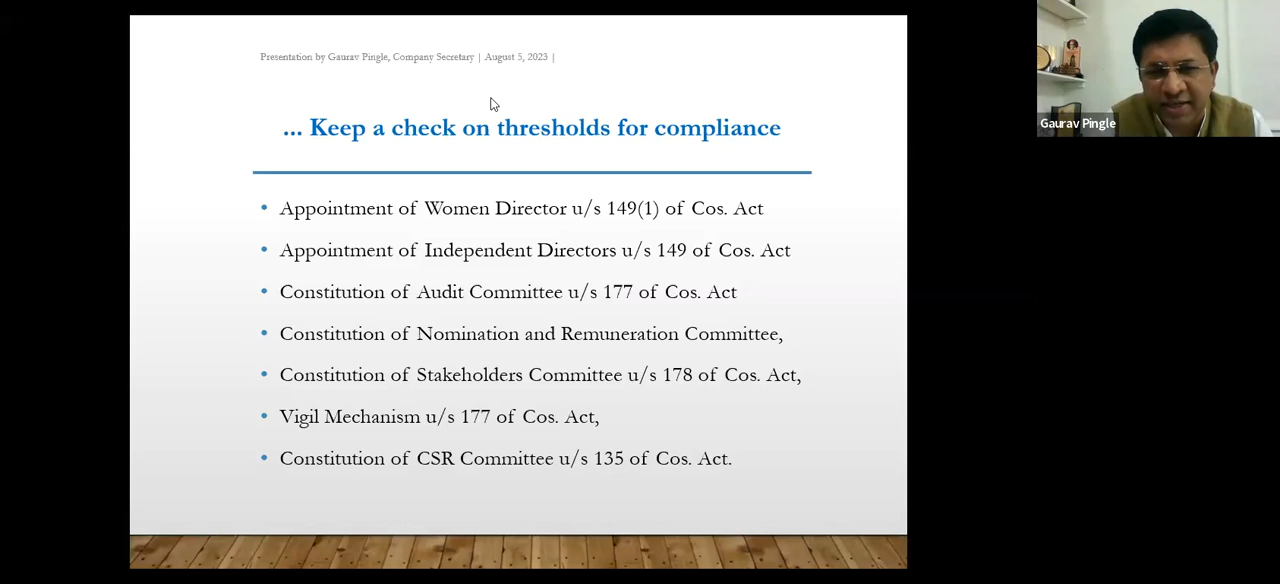 Presentation by Gaurav Pingle, Company Secretary | August 5, 2023 |
... Keep a check on thresholds for compliance
• Appointment of Women Director u/s 149(1) of Cos. Act
• Appointment of Independent Directors u/s 149 of Cos. Act
• Constitution of Audit Committee u/s 177 of Cos. Act
• Constitution of Nomination and Remuneration Committee,
• Constitution of Stakeholders Committee u/s 178 of Cos. Act,
• Vigil Mechanism u/s 177 of Cos. Act,
• Constitution of CSR Committee u/s 135 of Cos. Act.
Gaurav Pingle